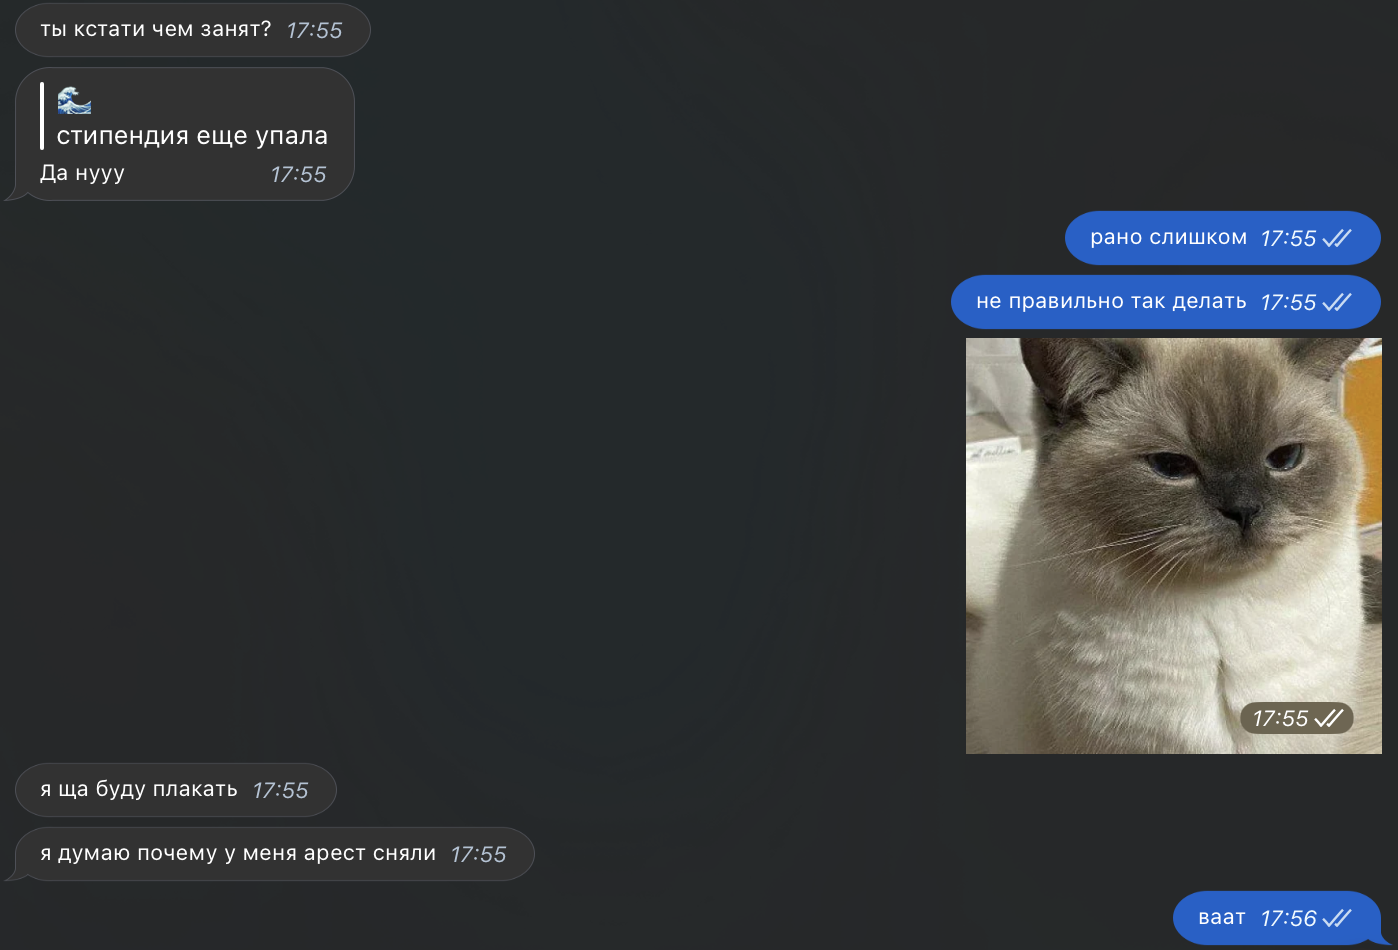 ты кстати чем занят? 17:55
🌊
стипендия еще упала
Да нууу 17:55
рано слишком 17:55
не правильно так делать 17:55
17:55
я ща буду плакать 17:55
я думаю почему у меня арест сняли 17:55
ваат 17:56